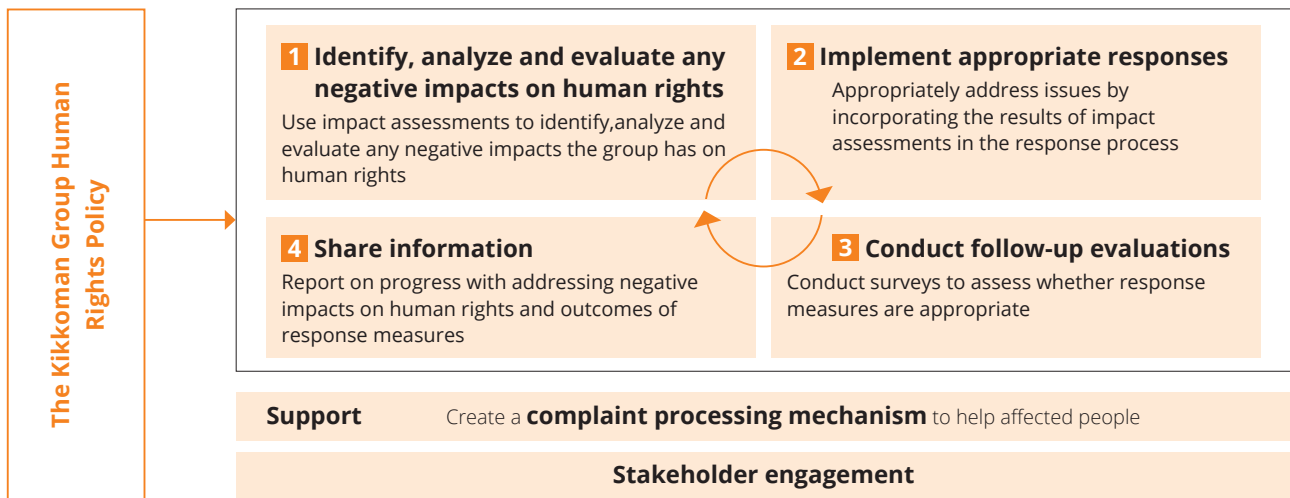 The Kikkoman Group Human
Rights Policy
1 Identify, analyze and evaluate any
negative impacts on human rights
Use impact assessments to identify,analyze and
evaluate any negative impacts the group has on
human rights
2 Implement appropriate responses
Appropriately address issues by
incorporating the results of impact
assessments in the response process
3 Conduct follow-up evaluations
Conduct surveys to assess whether response
measures are appropriate
4 Share information
Report on progress with addressing negative
impacts on human rights and outcomes of
response measures
Support Create a complaint processing mechanism to help affected people
Stakeholder engagement